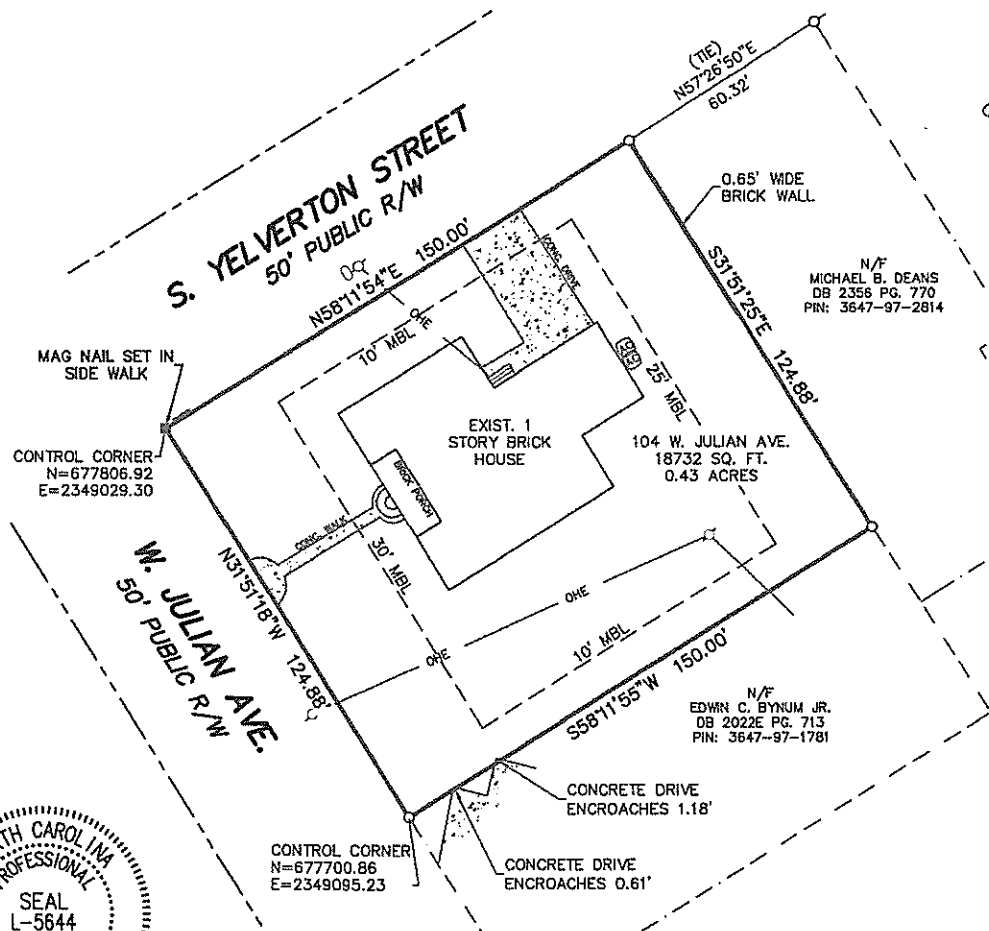 (TIE)
N57°26'50"E
60.32'
S. YELVERTON STREET
50' PUBLIC R/W
0.65' WIDE
BRICK WALL
N58°11'54"E 150.00'
CONC. DRIVE
S31°51'25"E 124.88'
N/F
MICHAEL B. DEANS
DB 2356 PG. 770
PIN: 3647-97-2814
OHE
10' MBL
MAG NAIL SET IN
SIDE WALK
25' MBL
CONTROL CORNER
N=677806.92
E=2349029.30
EXIST. 1
STORY BRICK
HOUSE
104 W. JULIAN AVE.
18732 SQ. FT.
0.43 ACRES
BRICK PORCH
CONC. WALK
30' MBL
N31°51'18"W 124.88'
W. JULIAN AVE.
50' PUBLIC R/W
OHE
OHE
10' MBL
S58°11'55"W 150.00'
N/F
EDWIN C. BYNUM JR.
DB 2022E PG. 713
PIN: 3647--97-1781
CONCRETE DRIVE
ENCROACHES 1.18'
CONTROL CORNER
N=677700.86
E=2349095.23
CONCRETE DRIVE
ENCROACHES 0.61'
TH CAROLINA
PROFESSIONAL
SEAL
L-5644